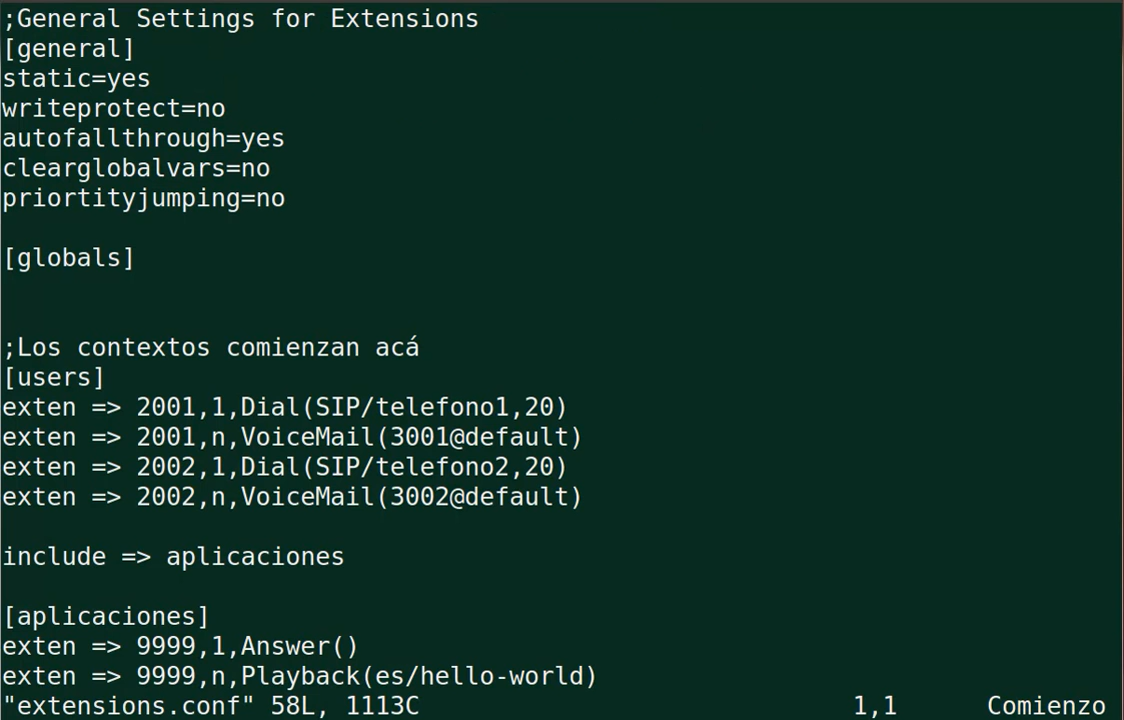 ;General Settings for Extensions
[general]
static=yes
writeprotect=no
autofallthrough=yes
clearglobalvars=no
priortityjumping=no
[globals]
;Los contextos comienzan acá
[users]
exten => 2001,1,Dial(SIP/telefono1,20)
exten => 2001,n,VoiceMail(3001@default)
exten => 2002,1,Dial(SIP/telefono2,20)
exten => 2002,n,VoiceMail(3002@default)
include => aplicaciones
[aplicaciones]
exten => 9999,1,Answer()
exten => 9999,n,Playback(es/hello-world)
"extensions.conf" 58L, 1113C 1,1 Comienzo